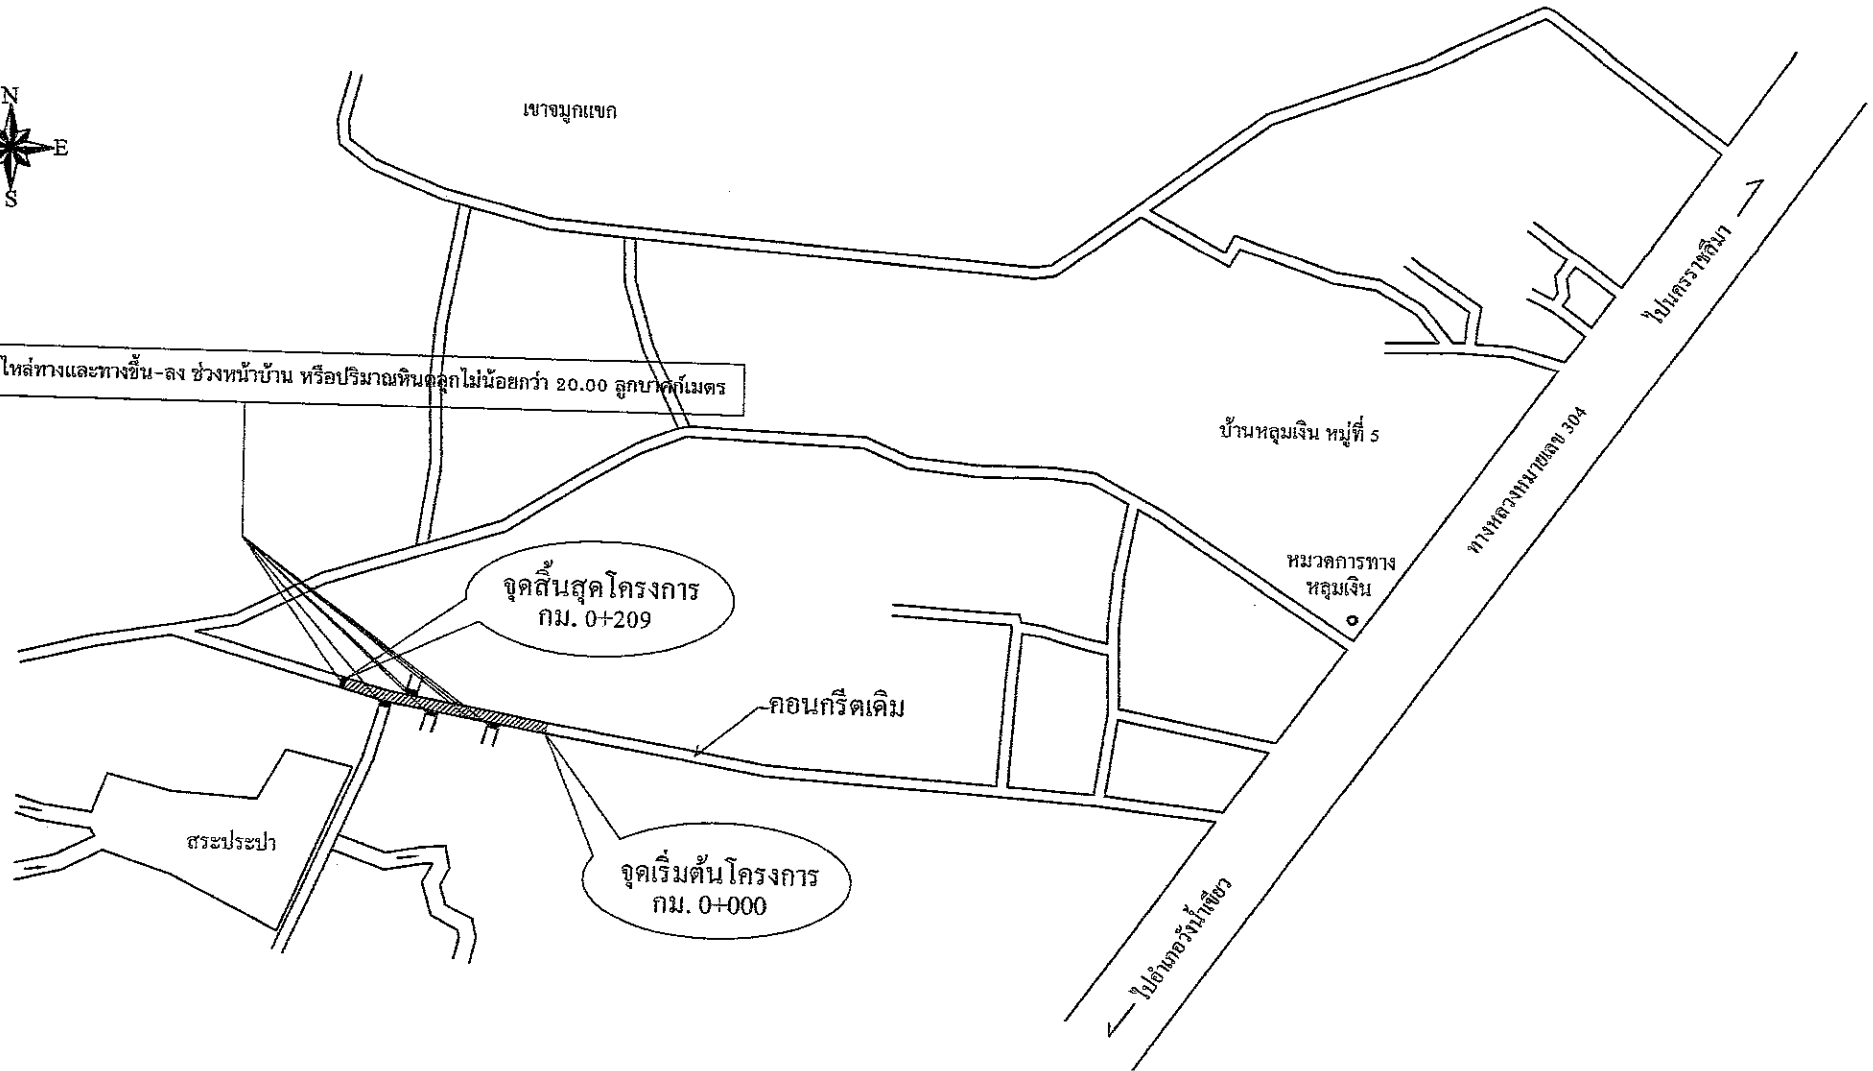 N
E
S
เขาจมูกแขก
ไหล่ทางและทางขึ้น-ลง ช่วงหน้าบ้าน หรือปริมาณหินคลุกไม่น้อยกว่า 20.00 ลูกบาศก์เมตร
ไปนครราชสีมา
บ้านหลุมเงิน หมู่ที่ 5
ทางหลวงหมายเลข 304
หมวดการทาง
หลุมเงิน
จุดสิ้นสุดโครงการ
กม. 0+209
คอนกรีตเดิม
สระประปา
จุดเริ่มต้นโครงการ
กม. 0+000
ไปอำเภอวังน้ำเขียว